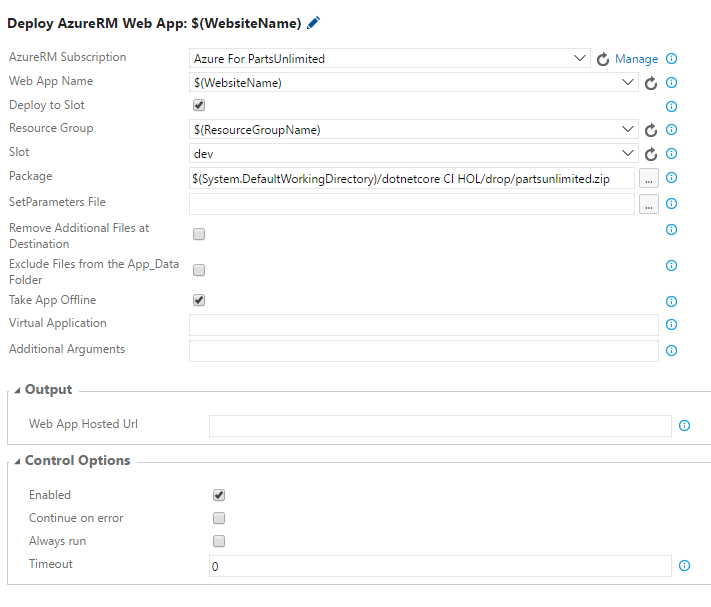 Deploy AzureRM Web App: $(WebsiteName)
AzureRM Subscription Azure For PartsUnlimited Manage
Web App Name $(WebsiteName)
Deploy to Slot
Resource Group $(ResourceGroupName)
Slot dev
Package $(System.DefaultWorkingDirectory)/dotnetcore CI HOL/drop/partsunlimited.zip ...
SetParameters File ...
Remove Additional Files at
Destination
Exclude Files from the App_Data
Folder
Take App Offline
Virtual Application
Additional Arguments
Output
Web App Hosted Url
Control Options
Enabled
Continue on error
Always run
Timeout 0